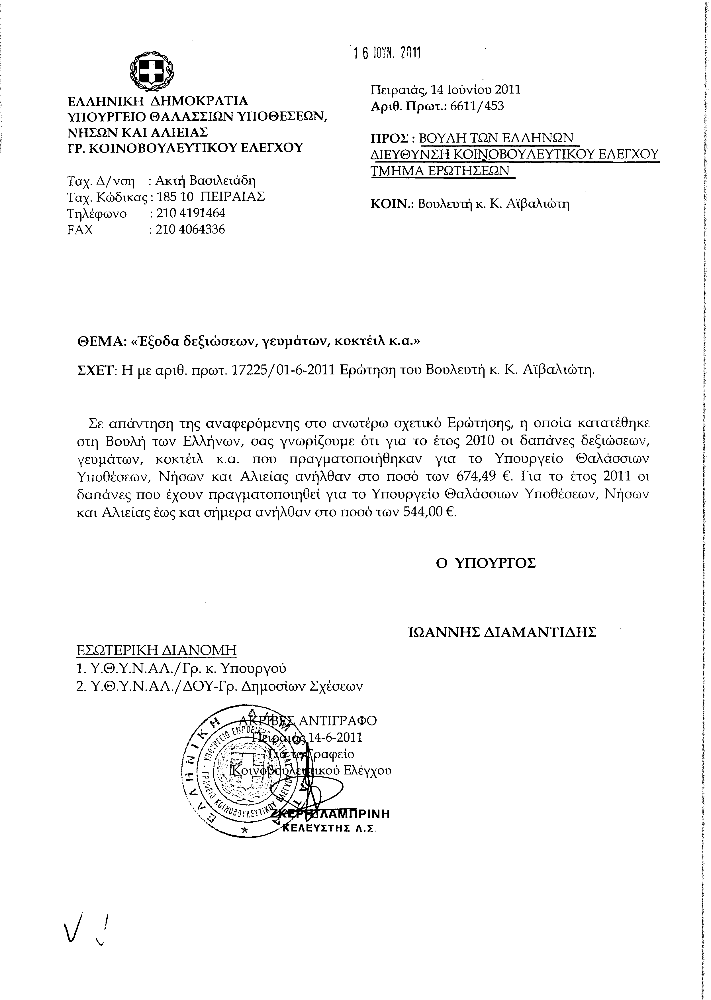 1 6 ΙΟΥΝ. 2011
ΕΛΛΗΝΙΚΗ ΔΗΜΟΚΡΑΤΙΑ
ΥΠΟΥΡΓΕΙΟ ΘΑΛΑΣΣΙΩΝ ΥΠΟΘΕΣΕΩΝ,
ΝΗΣΩΝ ΚΑΙ ΑΛΙΕΙΑΣ
ΓΡ. ΚΟΙΝΟΒΟΥΛΕΥΤΙΚΟΥ ΕΛΕΓΧΟΥ
Ταχ. Δ/νση : Ακτή Βασιλειάδη
Ταχ. Κώδικας : 185 10 ΠΕΙΡΑΙΑΣ
Τηλέφωνο : 210 4191464
FAX : 210 4064336
Πειραιάς, 14 Ιούνίου 2011
Αριθ. Πρωτ.: 6611/453
ΠΡΟΣ : ΒΟΥΛΗ ΤΩΝ ΕΛΛΗΝΩΝ
ΔΙΕΥΘΥΝΣΗ ΚΟΙΝΟΒΟΥΛΕΥΤΙΚΟΥ ΕΛΕΓΧΟΥ
ΤΜΗΜΑ ΕΡΩΤΗΣΕΩΝ
ΚΟΙΝ.: Βουλευτή κ. Κ. Αϊβαλιώτη
ΘΕΜΑ: «Έξοδα δεξιώσεων, γευμάτων, κοκτέιλ κ.α.»
ΣΧΕΤ: Η με αριθ. πρωτ. 17225/01-6-2011 Ερώτηση του Βουλευτή κ. Κ. Αϊβαλιώτη.
Σε απάντηση της αναφερόμενης στο ανωτέρω σχετικό Ερώτησης, η οποία κατατέθηκε
στη Βουλή των Ελλήνων, σας γνωρίζουμε ότι για το έτος 2010 οι δαπάνες δεξιώσεων,
γευμάτων, κοκτέιλ κ.α. που πραγματοποιήθηκαν για το Υπουργείο Θαλάσσιων
Υποθέσεων, Νήσων και Αλιείας ανήλθαν στο ποσό των 674,49 €. Για το έτος 2011 οι
δαπάνες που έχουν πραγματοποιηθεί για το Υπουργείο Θαλάσσιων Υποθέσεων, Νήσων
και Αλιείας έως και σήμερα ανήλθαν στο ποσό των 544,00 €.
Ο ΥΠΟΥΡΓΟΣ
ΙΩΑΝΝΗΣ ΔΙΑΜΑΝΤΙΔΗΣ
ΕΣΩΤΕΡΙΚΗ ΔΙΑΝΟΜΗ
1. Υ.Θ.Υ.Ν.ΑΛ./Γρ. κ. Υπουργού
2. Υ.Θ.Υ.Ν.ΑΛ./ΔΟΥ-Γρ. Δημοσίων Σχέσεων
ΑΚΡΙΒΕΣ ΑΝΤΙΓΡΑΦΟ
Πειραιάς 14-6-2011
Για το Γραφείο
Κοινοβουλευτικού Ελέγχου
ΖΚΕΡΗ ΛΑΜΠΡΙΝΗ
ΚΕΛΕΥΣΤΗΣ Λ.Σ.
ΕΛΛΗΝΙΚΗ ΔΗΜΟΚΡΑΤΙΑ
ΥΠΟΥΡΓΕΙΟ ΕΜΠΟΡΙΚΗΣ ΝΑΥΤΙΛΙΑΣ
ΓΡΑΦΕΙΟ ΚΟΙΝΟΒΟΥΛΕΥΤΙΚΟΥ ΕΛΕΓΧΟΥ